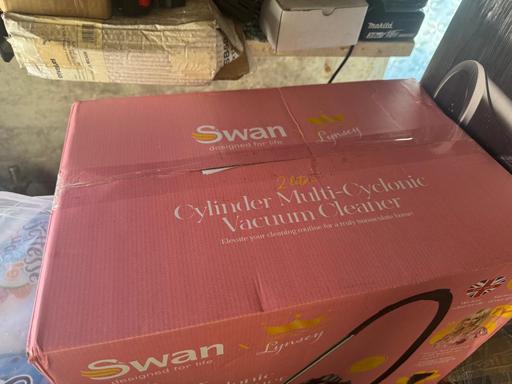 makita
Swan
designed for life
Lynsey
2 litre
Cylinder Multi-Cyclonic
Vacuum Cleaner
Elevate your cleaning routine for a truly immaculate home
Swan × Lynsey
designed for life